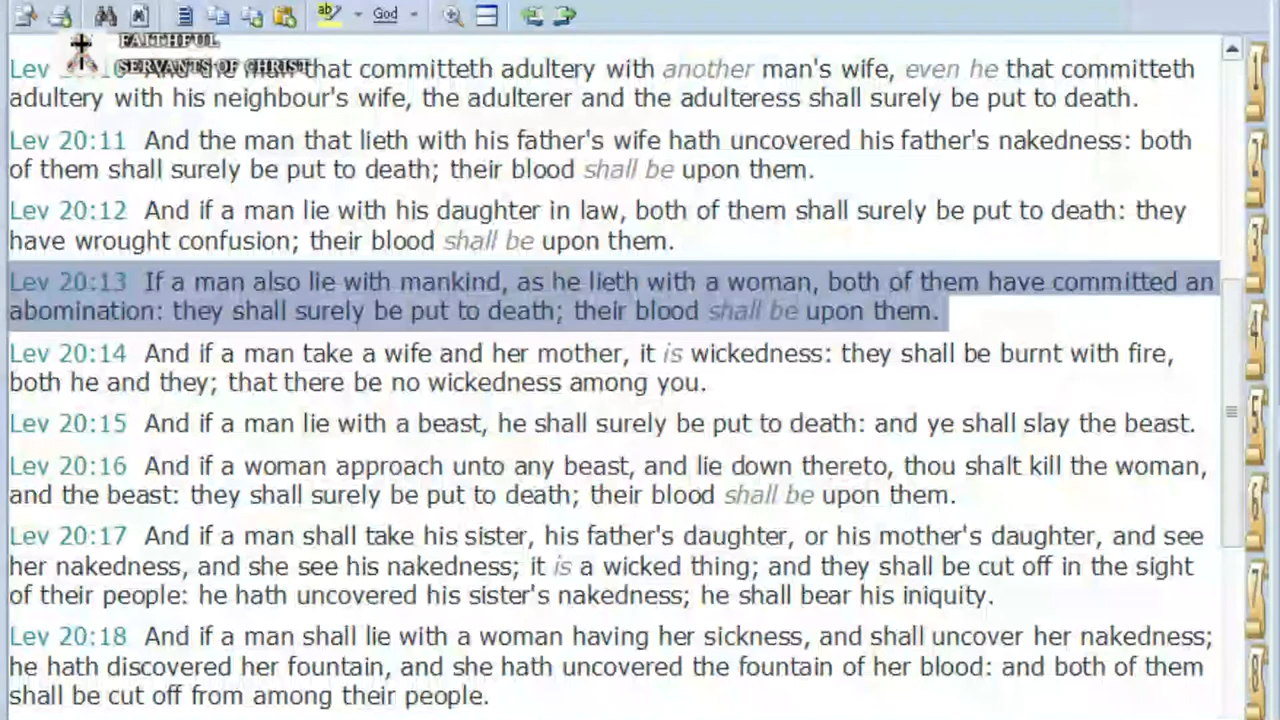 God
FAITHFUL
SERVANTS OF CHRIST
Lev that committeth adultery with another man's wife, even he that committeth
adultery with his neighbour's wife, the adulterer and the adulteress shall surely be put to death.
Lev 20:11 And the man that lieth with his father's wife hath uncovered his father's nakedness: both
of them shall surely be put to death; their blood shall be upon them.
Lev 20:12 And if a man lie with his daughter in law, both of them shall surely be put to death: they
have wrought confusion; their blood shall be upon them.
Lev 20:13 If a man also lie with mankind, as he lieth with a woman, both of them have committed an
abomination: they shall surely be put to death; their blood shall be upon them.
Lev 20:14 And if a man take a wife and her mother, it is wickedness: they shall be burnt with fire,
both he and they; that there be no wickedness among you.
Lev 20:15 And if a man lie with a beast, he shall surely be put to death: and ye shall slay the beast.
Lev 20:16 And if a woman approach unto any beast, and lie down thereto, thou shalt kill the woman,
and the beast: they shall surely be put to death; their blood shall be upon them.
Lev 20:17 And if a man shall take his sister, his father's daughter, or his mother's daughter, and see
her nakedness, and she see his nakedness; it is a wicked thing; and they shall be cut off in the sight
of their people: he hath uncovered his sister's nakedness; he shall bear his iniquity.
Lev 20:18 And if a man shall lie with a woman having her sickness, and shall uncover her nakedness;
he hath discovered her fountain, and she hath uncovered the fountain of her blood: and both of them
shall be cut off from among their people.
1
2
3
4
5
6
7
8